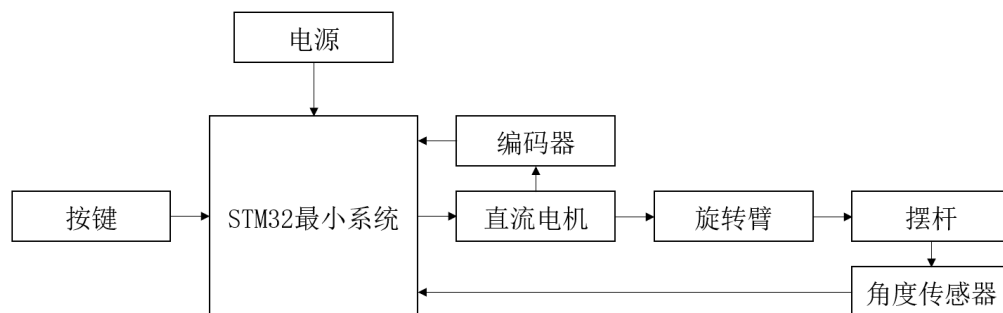 电源
编码器
按键
STM32最小系统
直流电机
旋转臂
摆杆
角度传感器